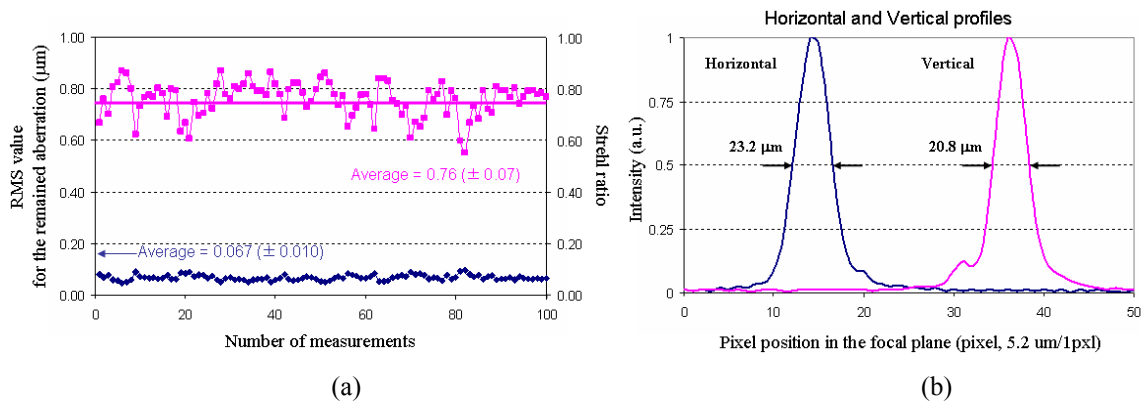 1.00
0.80
0.60
0.40
0.20
0.00
RMS value
for the remained aberration (µm)
Average = 0.76 (± 0.07)
Average = 0.067 (± 0.010)
1.00
0.80
0.60
0.40
0.20
0.00
Strehl ratio
0 20 40 60 80 100
Number of measurements
(a)
Horizontal and Vertical profiles
1
0.75
0.5
0.25
0
Intensity (a.u.)
Horizontal
Vertical
23.2 µm
20.8 µm
0 10 20 30 40 50
Pixel position in the focal plane (pixel, 5.2 um/1pxl)
(b)